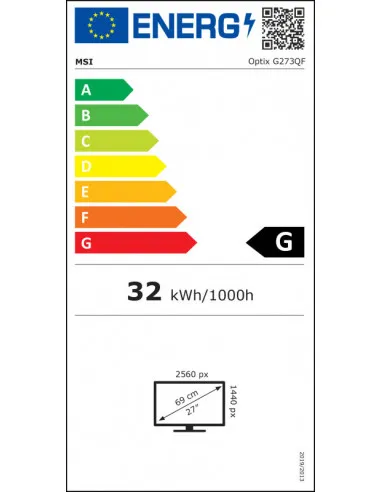 ENERG
MSI
Optix G273QF
A
B
C
D
E
F
G
G
32 kWh/1000h
2560 px
69 cm
27"
1440 px
2019/2013